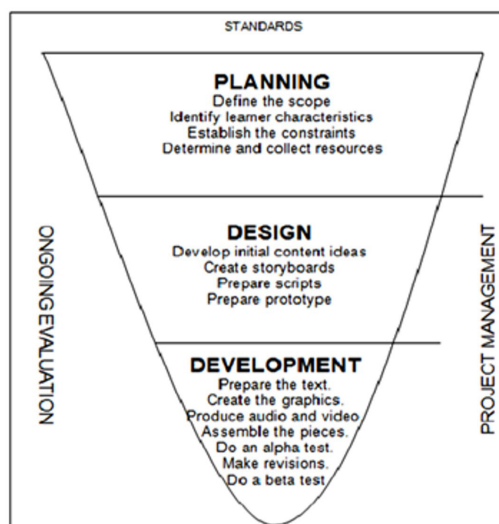 STANDARDS
PLANNING
Define the scope
Identify learner characteristics
Establish the constraints
Determine and collect resources
ONGOING EVALUATION
DESIGN
Develop initial content ideas
Create storyboards
Prepare scripts
Prepare prototype
PROJECT MANAGEMENT
DEVELOPMENT
Prepare the text.
Create the graphics.
Produce audio and video
Assemble the pieces.
Do an alpha test.
Make revisions.
Do a beta test